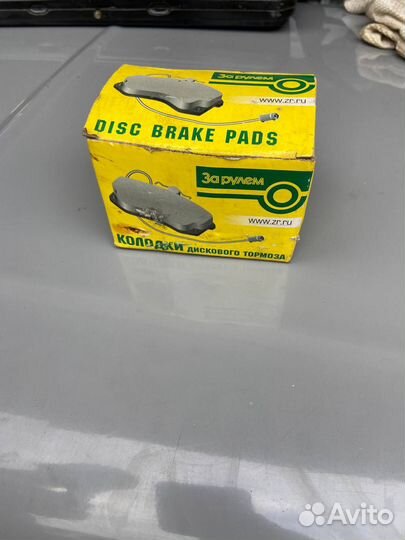 За рулем
www.zr.ru
DISC BRAKE PADS
За рулем
www.zr.ru
КОЛОДКИ ДИСКОВОГО ТОРМОЗА
Avito